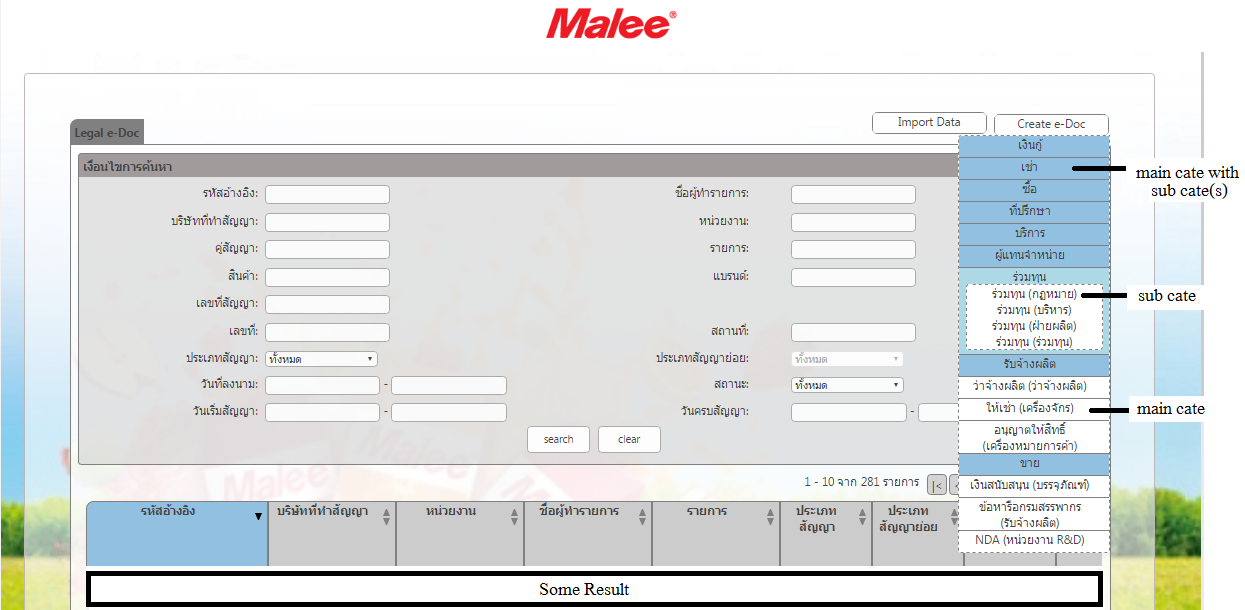 Malee®
Import Data
Create e-Doc
Legal e-Doc
เงื่อนไขการค้นหา
รหัสอ้างอิง:
ชื่อผู้ทำรายการ:
บริษัทที่ทำสัญญา:
หน่วยงาน:
คู่สัญญา:
รายการ:
สินค้า:
แบรนด์:
เลขที่สัญญา:
เลขที่:
สถานที่:
ประเภทสัญญา: ทั้งหมด
ประเภทสัญญาย่อย: ทั้งหมด
วันที่ลงนาม: -
สถานะ: ทั้งหมด
วันเริ่มสัญญา: -
วันครบสัญญา: -
search
clear
เงินกู้
เช่า
ซื้อ
ที่ปรึกษา
บริการ
ผู้แทนจำหน่าย
ร่วมทุน
ร่วมทุน (กฎหมาย)
ร่วมทุน (บริหาร)
ร่วมทุน (ฝ่ายผลิต)
ร่วมทุน (ร่วมทุน)
รับจ้างผลิต
ว่าจ้างผลิต (ว่าจ้างผลิต)
ให้เช่า (เครื่องจักร)
อนุญาตให้สิทธิ์
(เครื่องหมายการค้า)
ขาย
เงินสนับสนุน (บรรจุภัณฑ์)
ข้อหารือกรมสรรพากร
(รับจ้างผลิต)
NDA (หน่วยงาน R&D)
main cate with
sub cate(s)
sub cate
main cate
Malee
Malee
1 - 10 จาก 281 รายการ |< <
รหัสอ้างอิง
บริษัทที่ทำสัญญา
หน่วยงาน
ชื่อผู้ทำรายการ
รายการ
ประเภท
สัญญา
ประเภท
สัญญาย่อย
Some Result